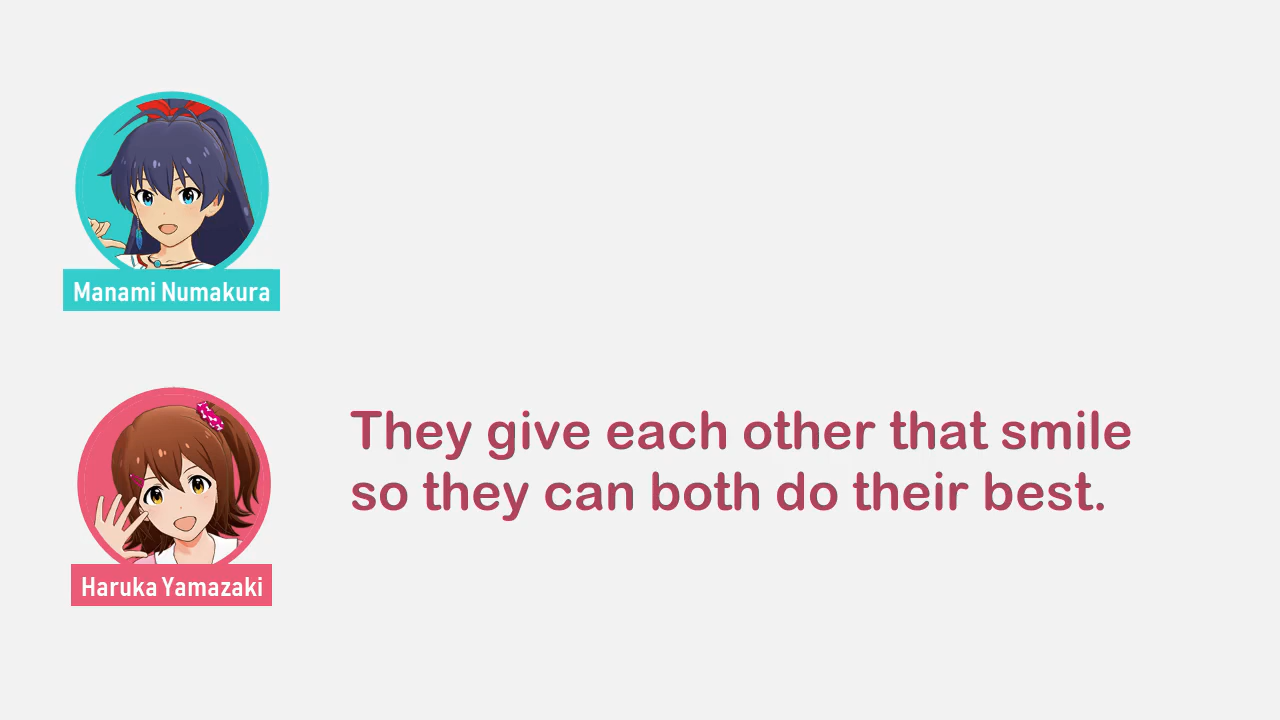 Manami Numakura
They give each other that smile
so they can both do their best.
Haruka Yamazaki